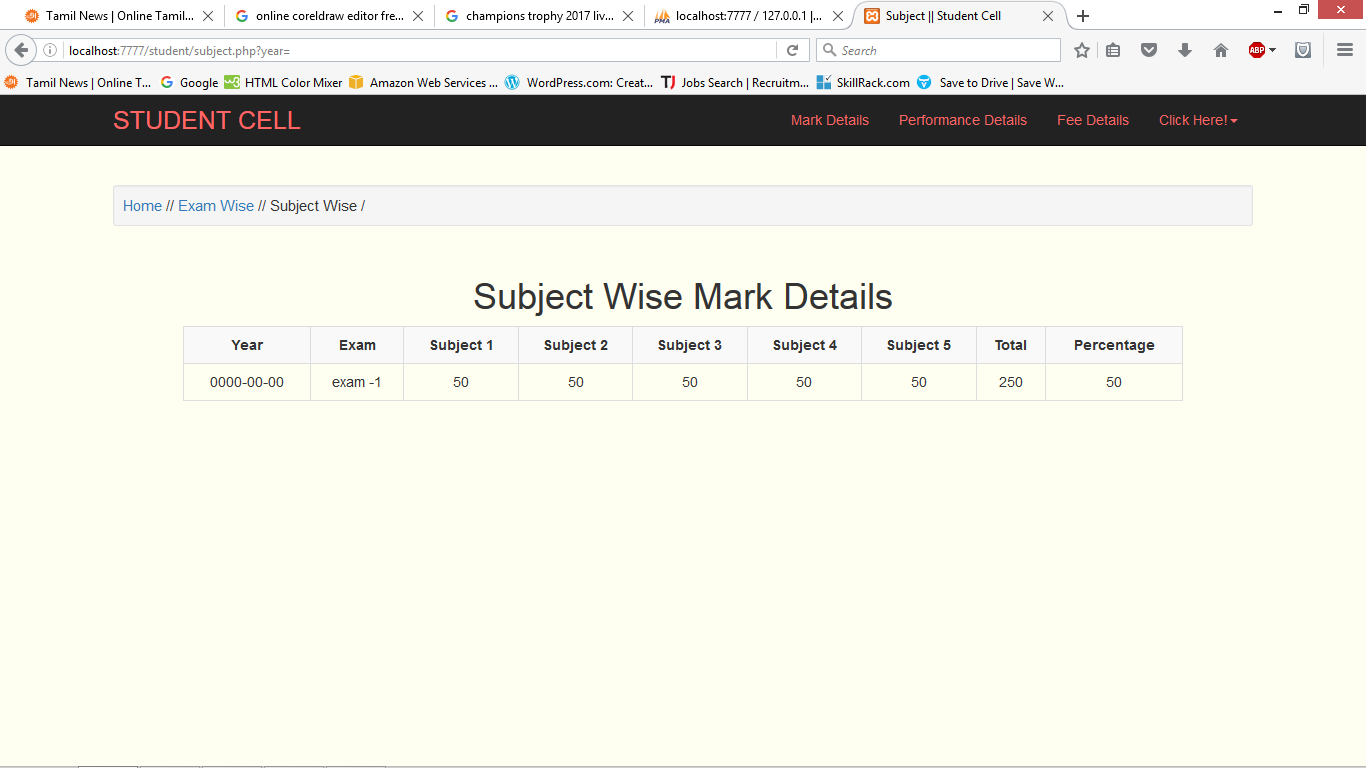 Tamil News | Online Tamil... online coreldraw editor fre... champions trophy 2017 liv... localhost:7777 / 127.0.0.1 |... Subject || Student Cell
localhost:7777/student/subject.php?year= Search ABP
Tamil News | Online T... Google HTML Color Mixer Amazon Web Services ... WordPress.com: Creat... Jobs Search | Recruitm... SkillRack.com Save to Drive | Save W...
STUDENT CELL Mark Details Performance Details Fee Details Click Here!
Home // Exam Wise // Subject Wise /
Subject Wise Mark Details
Year Exam Subject 1 Subject 2 Subject 3 Subject 4 Subject 5 Total Percentage
0000-00-00 exam -1 50 50 50 50 50 250 50